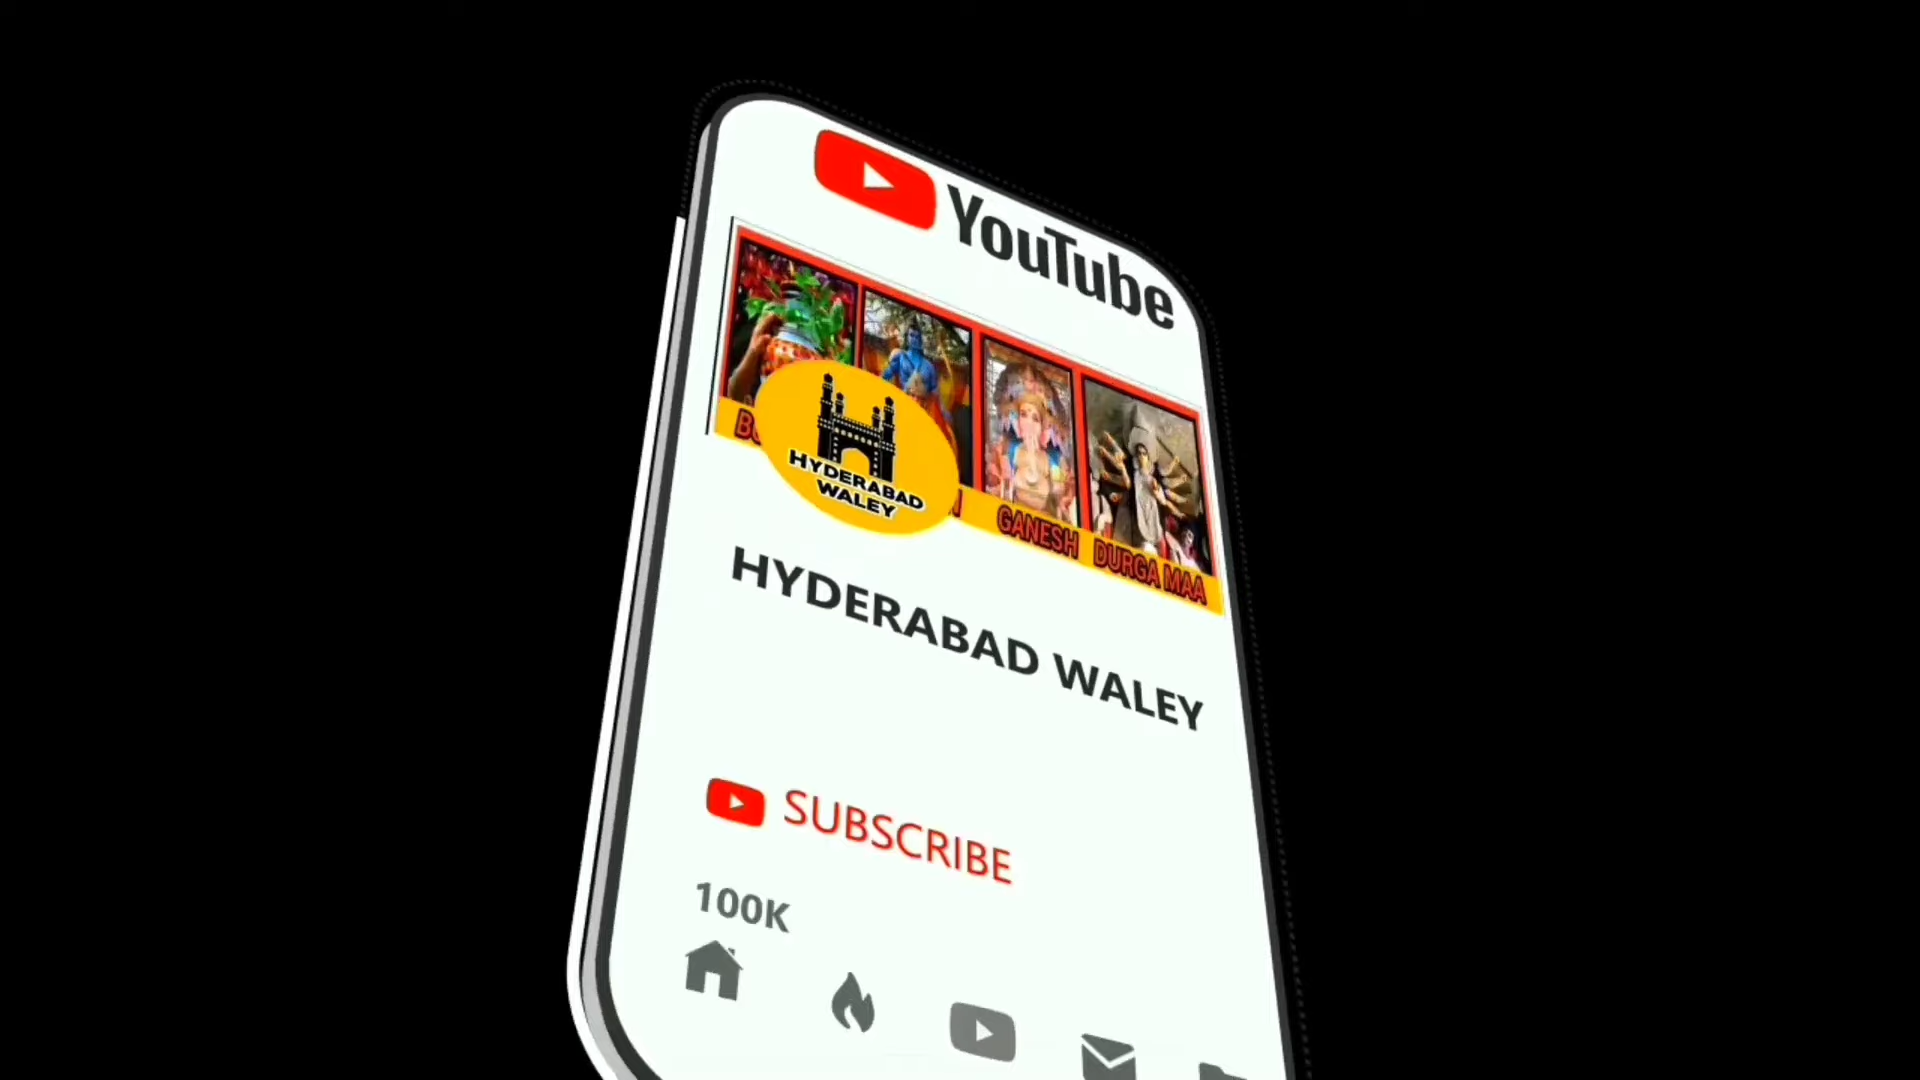 YouTube
GANESH
DURGA MAA
HYDERABAD
WALEY
HYDERABAD WALEY
SUBSCRIBE
100K